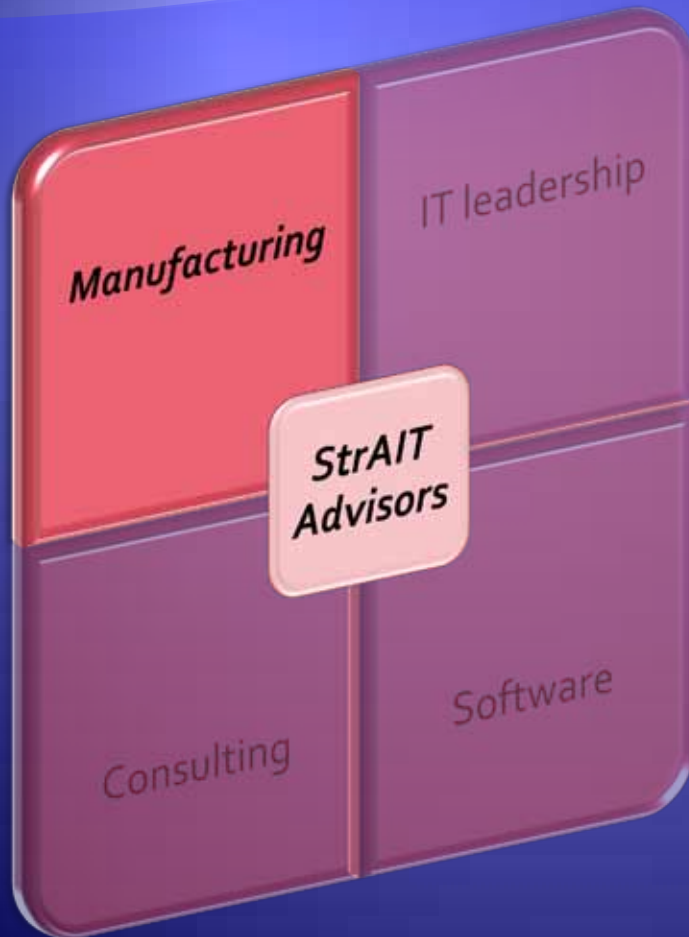 Manufacturing
IT leadership
StrAIT
Advisors
Consulting
Software